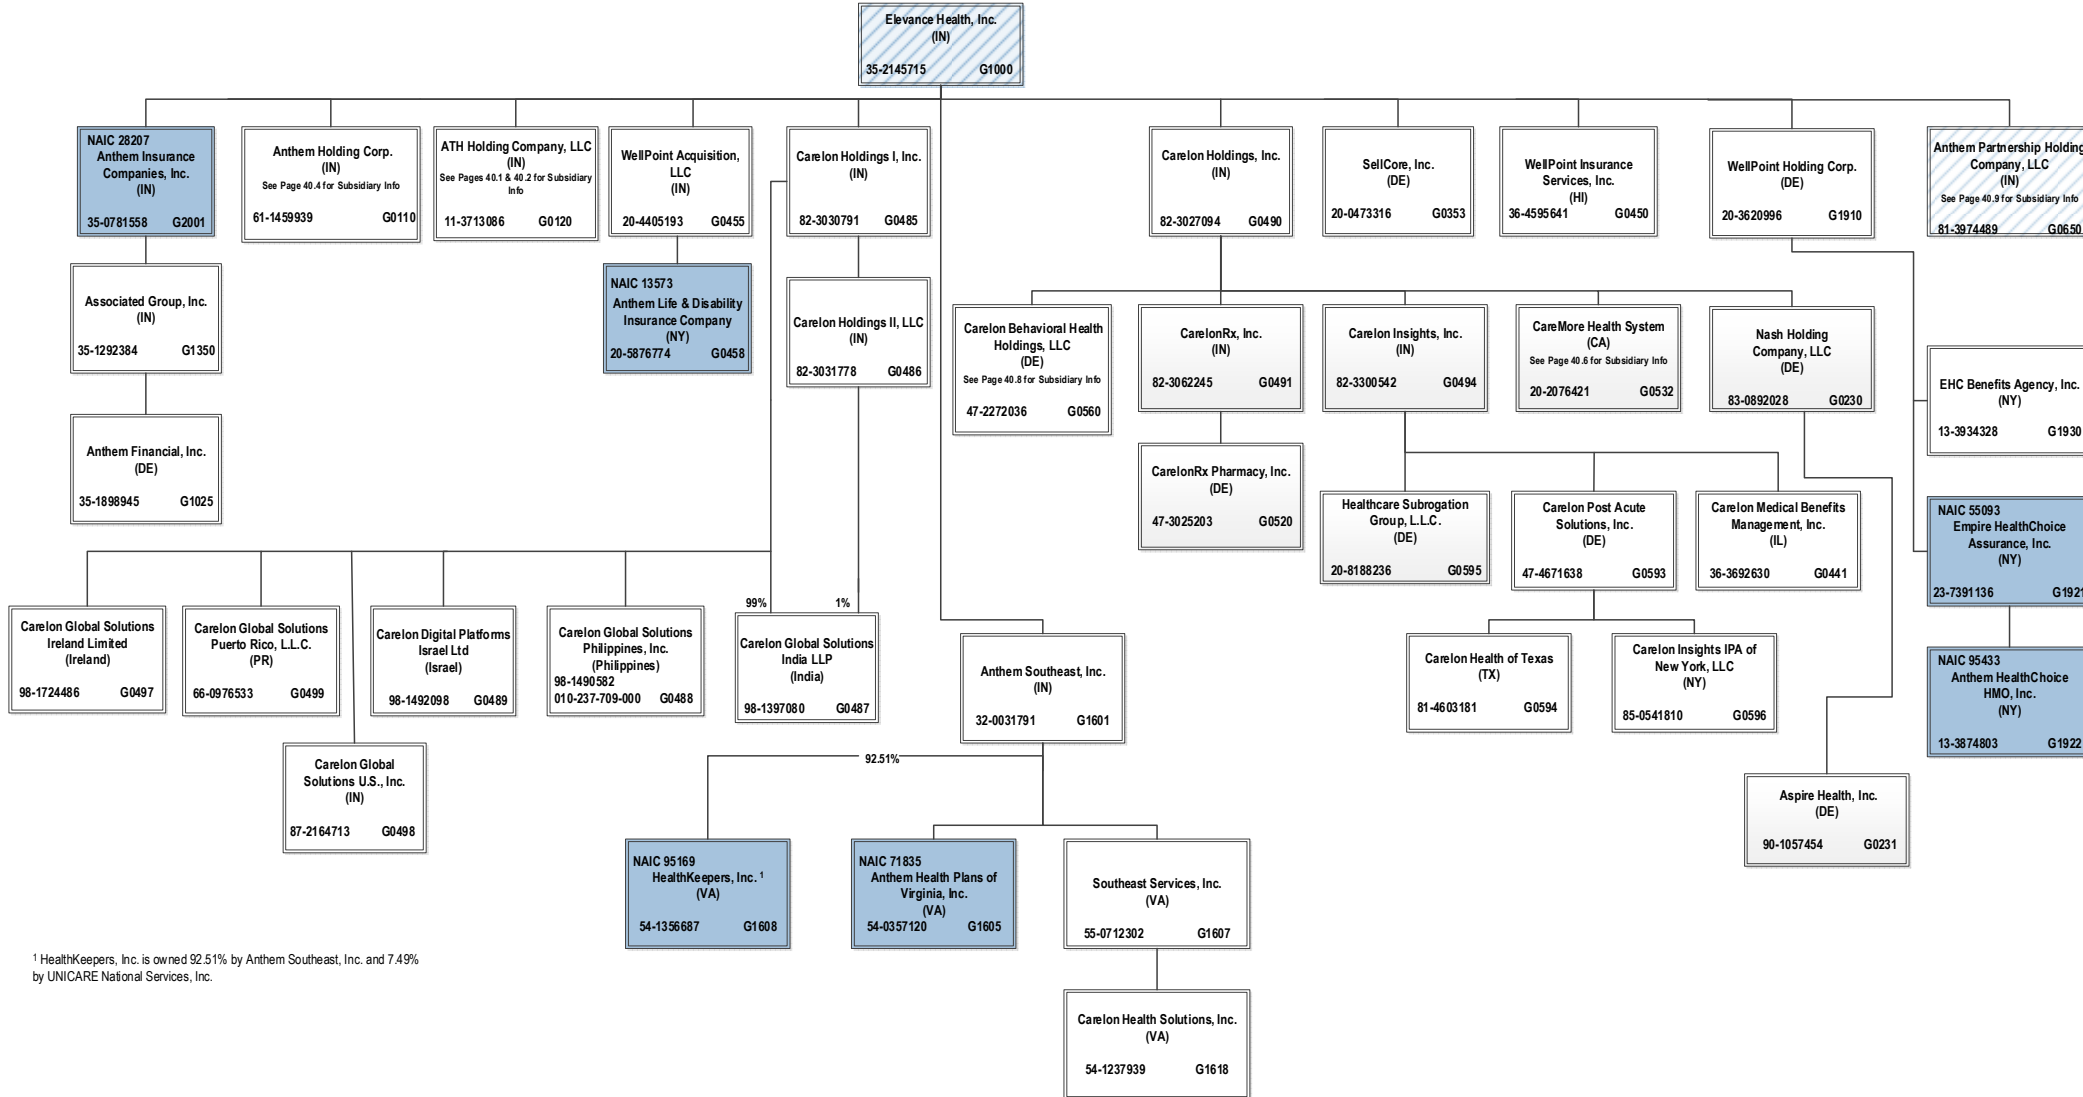 Elevance Health, Inc.
(IN)
35-2145715 G1000
NAIC 28207
Anthem Insurance
Companies, Inc.
(IN)
35-0781558 G2001
Anthem Holding Corp.
(IN)
See Page 40.4 for Subsidiary Info
61-1459939 G0110
ATH Holding Company, LLC
(IN)
See Pages 40.1 & 40.2 for Subsidiary
Info
11-3713086 G0120
WellPoint Acquisition,
LLC
(IN)
20-4405193 G0455
Carelon Holdings I, Inc.
(IN)
82-3030791 G0485
Carelon Holdings, Inc.
(IN)
82-3027094 G0490
SellCore, Inc.
(DE)
20-0473316 G0353
WellPoint Insurance
Services, Inc.
(HI)
36-4595641 G0450
WellPoint Holding Corp.
(DE)
20-3620996 G1910
Anthem Partnership Holding
Company, LLC
(IN)
See Page 40.9 for Subsidiary Info
81-3974489 G0650
Associated Group, Inc.
(IN)
35-1292384 G1350
NAIC 13573
Anthem Life & Disability
Insurance Company
(NY)
20-5876774 G0458
Carelon Holdings II, LLC
(IN)
82-3031778 G0486
Carelon Behavioral Health
Holdings, LLC
(DE)
See Page 40.8 for Subsidiary Info
47-2272036 G0560
CarelonRx, Inc.
(IN)
82-3062245 G0491
Carelon Insights, Inc.
(IN)
82-3300542 G0494
CareMore Health System
(CA)
See Page 40.6 for Subsidiary Info
20-2076421 G0532
Nash Holding
Company, LLC
(DE)
83-0892028 G0230
EHC Benefits Agency, Inc.
(NY)
13-3934328 G1930
Anthem Financial, Inc.
(DE)
35-1898945 G1025
CarelonRx Pharmacy, Inc.
(DE)
47-3025203 G0520
Healthcare Subrogation
Group, L.L.C.
(DE)
20-8188236 G0595
Carelon Post Acute
Solutions, Inc.
(DE)
47-4671638 G0593
Carelon Medical Benefits
Management, Inc.
(IL)
36-3692630 G0441
NAIC 55093
Empire HealthChoice
Assurance, Inc.
(NY)
23-7391136 G1921
99% 1%
Carelon Global Solutions
Ireland Limited
(Ireland)
98-1724486 G0497
Carelon Global Solutions
Puerto Rico, L.L.C.
(PR)
66-0976533 G0499
Carelon Digital Platforms
Israel Ltd
(Israel)
98-1492098 G0489
Carelon Global Solutions
Philippines, Inc.
(Philippines)
98-1490582
010-237-709-000 G0488
Carelon Global Solutions
India LLP
(India)
98-1397080 G0487
Anthem Southeast, Inc.
(IN)
32-0031791 G1601
Carelon Health of Texas
(TX)
81-4603181 G0594
Carelon Insights IPA of
New York, LLC
(NY)
85-0541810 G0596
NAIC 95433
Anthem HealthChoice
HMO, Inc.
(NY)
13-3874803 G1922
Carelon Global
Solutions U.S., Inc.
(IN)
87-2164713 G0498
92.51%
Aspire Health, Inc.
(DE)
90-1057454 G0231
NAIC 95169
HealthKeepers, Inc. 1
(VA)
54-1356687 G1608
NAIC 71835
Anthem Health Plans of
Virginia, Inc.
(VA)
54-0357120 G1605
Southeast Services, Inc.
(VA)
55-0712302 G1607
1 HealthKeepers, Inc. is owned 92.51% by Anthem Southeast, Inc. and 7.49%
by UNICARE National Services, Inc.
Carelon Health Solutions, Inc.
(VA)
54-1237939 G1618